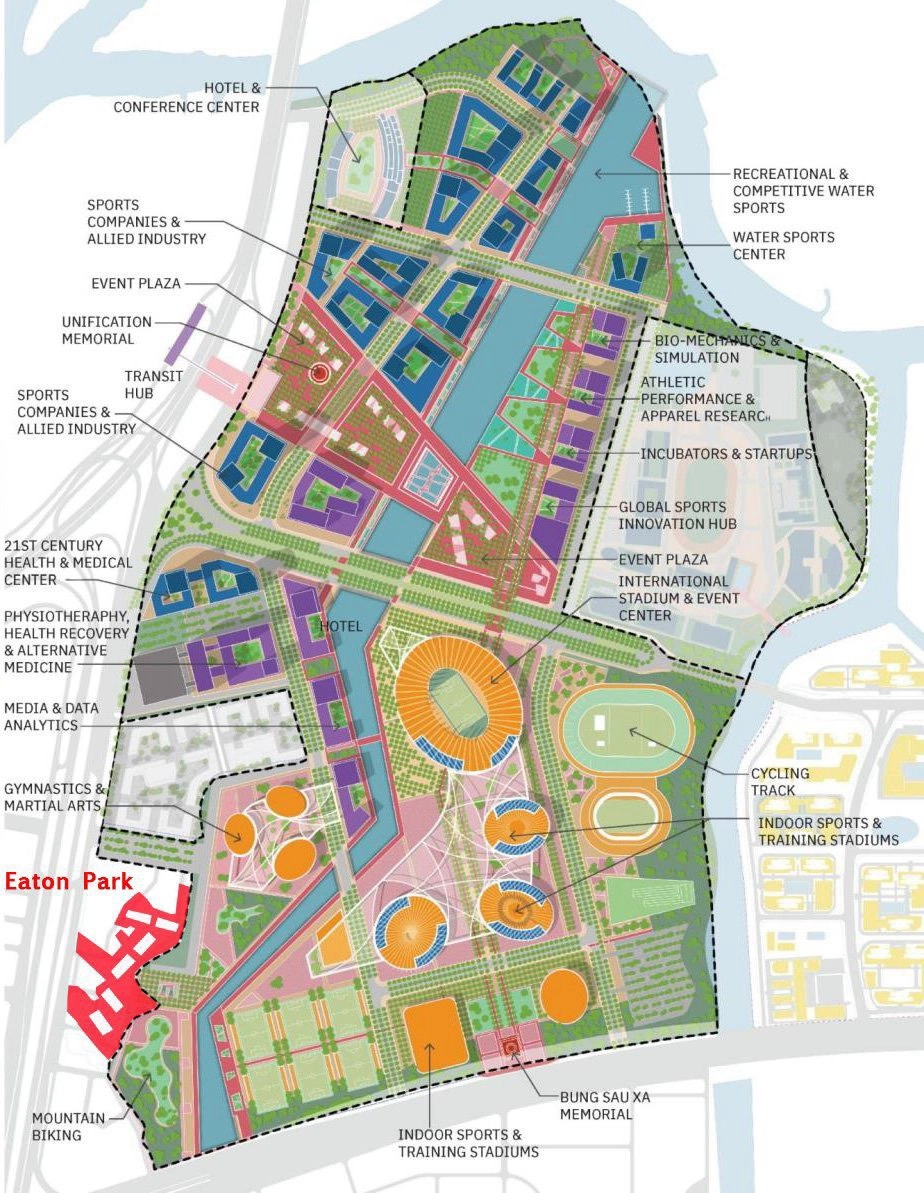 HOTEL &
CONFERENCE CENTER
RECREATIONAL &
COMPETITIVE WATER
SPORTS
SPORTS
COMPANIES &
ALLIED INDUSTRY
WATER SPORTS
CENTER
EVENT PLAZA
UNIFICATION
MEMORIAL
BIO-MECHANICS &
SIMULATION
TRANSIT
HUB
ATHLETIC
PERFORMANCE &
APPAREL RESEARCH
SPORTS
COMPANIES &
ALLIED INDUSTRY
INCUBATORS & STARTUPS
GLOBAL SPORTS
INNOVATION HUB
21ST CENTURY
HEALTH & MEDICAL
CENTER
EVENT PLAZA
INTERNATIONAL
STADIUM & EVENT
CENTER
PHYSIOTHERAPHY,
HEALTH RECOVERY
& ALTERNATIVE
MEDICINE
HOTEL
MEDIA & DATA
ANALYTICS
GYMNASTICS &
MARTIAL ARTS
CYCLING
TRACK
INDOOR SPORTS &
TRAINING STADIUMS
Eaton Park
MOUNTAIN
BIKING
BUNG SAU XA
MEMORIAL
INDOOR SPORTS &
TRAINING STADIUMS